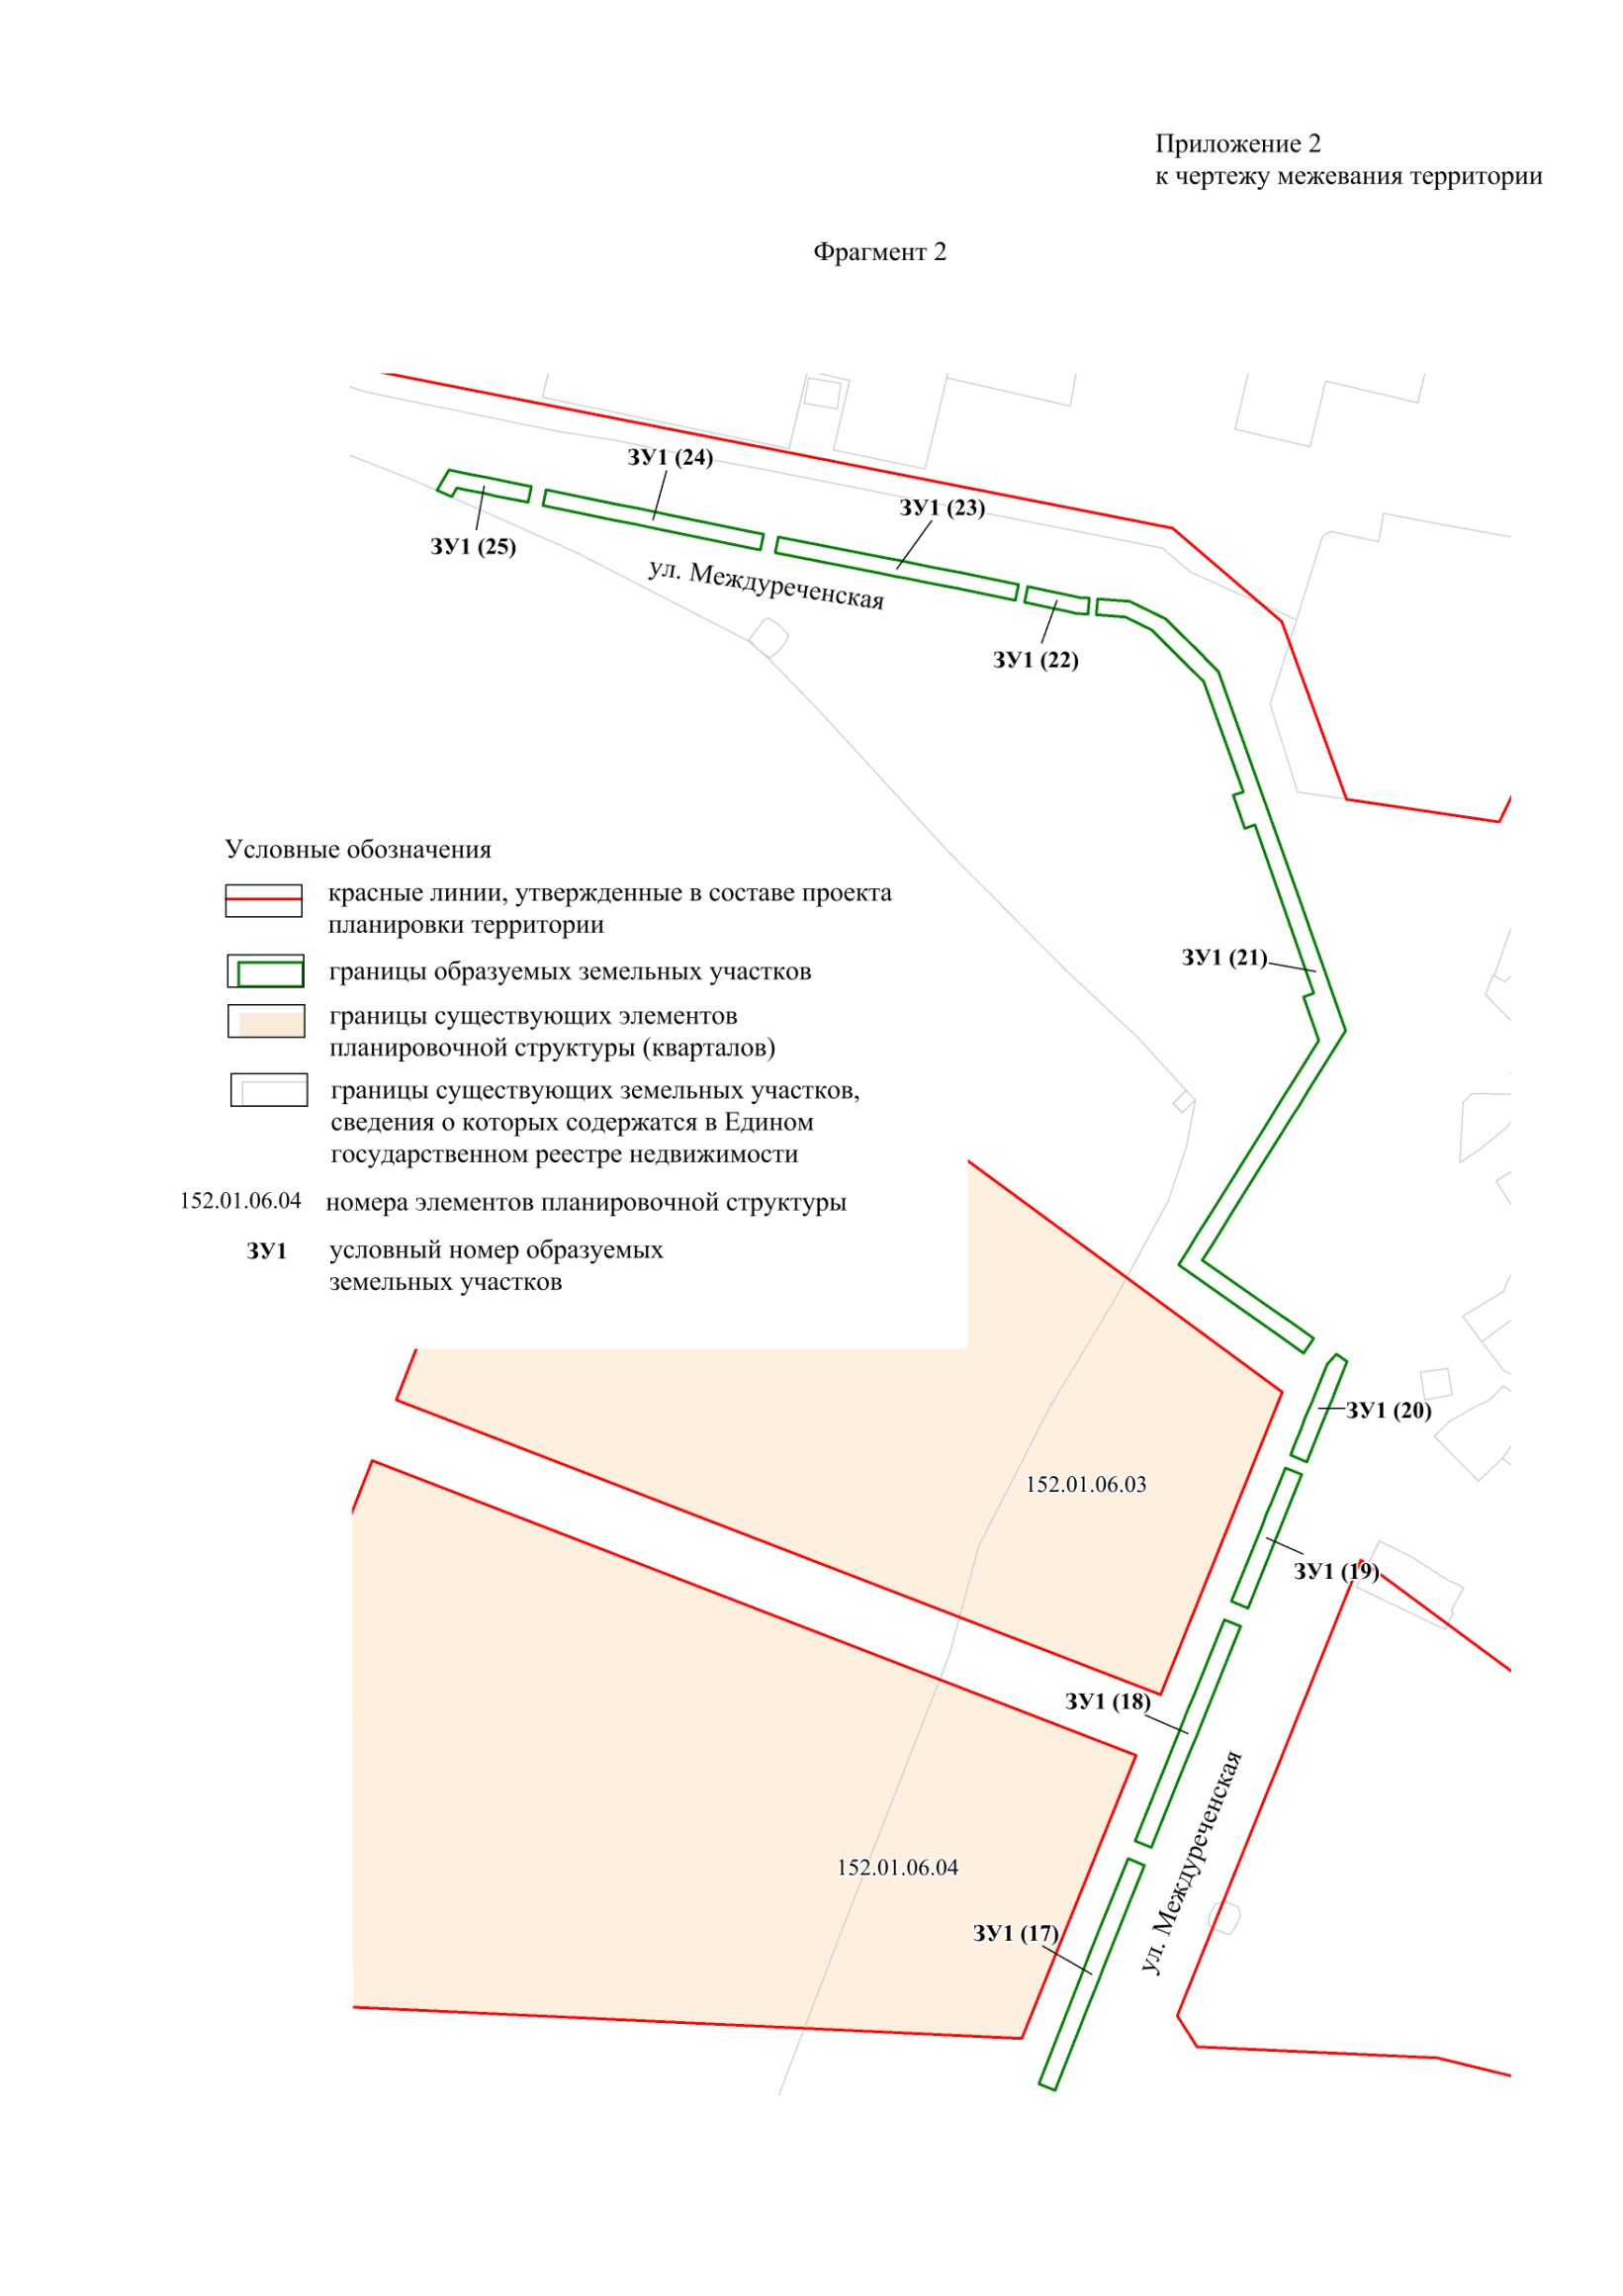 Приложение 2
к чертежу межевания территории
Фрагмент 2
ЗУ1 (24)
ЗУ1 (23)
ЗУ1 (25)
ул. Междуреченская
ЗУ1 (22)
Условные обозначения
красные линии, утвержденные в составе проекта
планировки территории
границы образуемых земельных участков
границы существующих элементов
планировочной структуры (кварталов)
границы существующих земельных участков,
сведения о которых содержатся в Едином
государственном реестре недвижимости
152.01.06.04 номера элементов планировочной структуры
ЗУ1 условный номер образуемых
земельных участков
ЗУ1 (21)
ЗУ1 (20)
152.01.06.03
ЗУ1 (19)
ЗУ1 (18)
ул. Междуреченская
152.01.06.04
ЗУ1 (17)